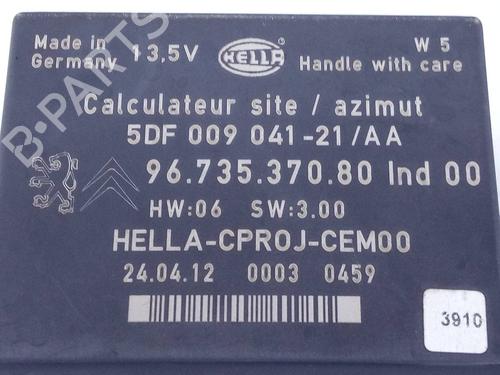 Made in Germany 13,5V HELLA W 5
Handle with care
Calculateur site / azimut
5DF 009 041-21/AA
96.735.370.80 Ind 00
HW:06 SW:3.00
HELLA-CPROJ-CEM00
24.04.12 0003 0459
3910
B-PARTS